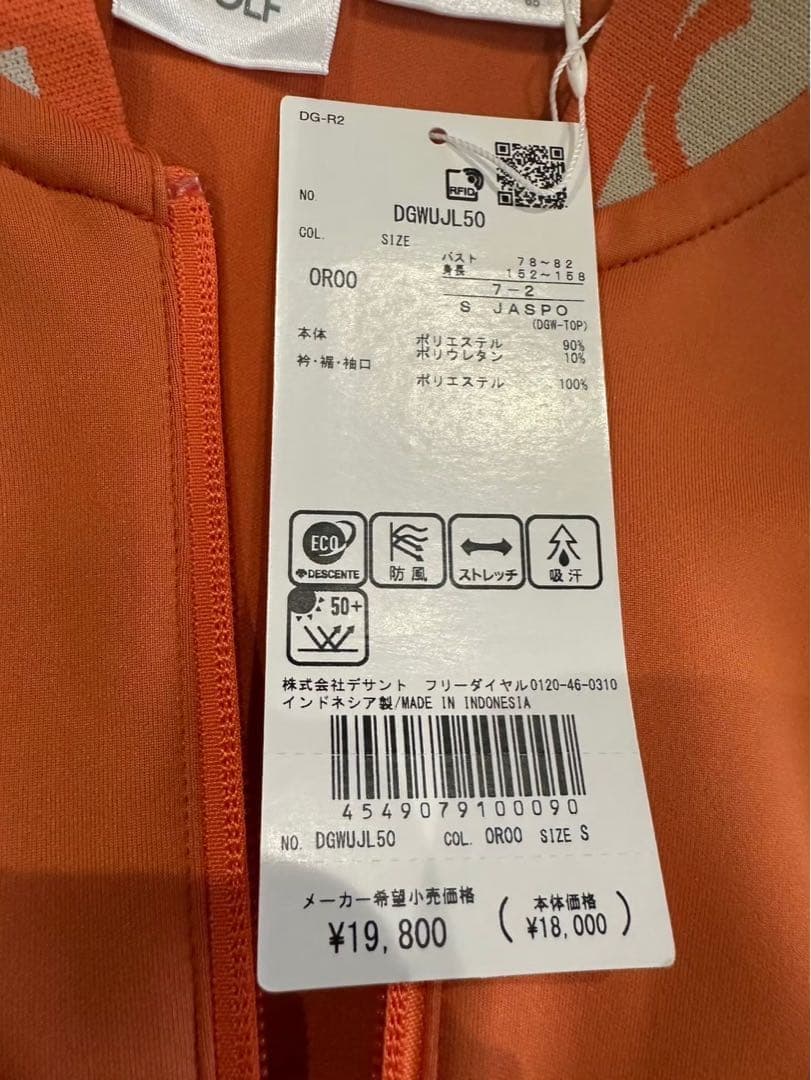 OLF
DG-R2
RFID
NO.
DGWUJL50
COL.
SIZE
OR00
バスト 78～82
身長 152～158
7－2
S JASPO
(DGW-TOP)
本体 ポリエステル 90%
ポリウレタン 10%
衿・裾・袖口 ポリエステル 100%
ECO
DESCENTE
防風
ストレッチ
吸汗
50+
株式会社デサント フリーダイヤル0120-46-0310
インドネシア製/MADE IN INDONESIA
4549079100090
NO. DGWUJL50 COL. OR00 SIZE S
メーカー希望小売価格
¥19,800
(本体価格
¥18,000)